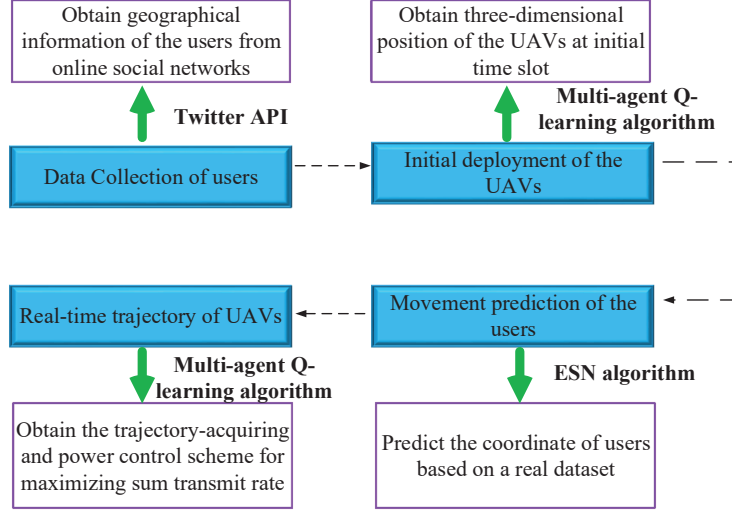 Obtain geographical
information of the users from
online social networks
Obtain three-dimensional
position of the UAVs at initial
time slot
Twitter API
Multi-agent Q-
learning algorithm
Data Collection of users
Initial deployment of the
UAVs
Real-time trajectory of UAVs
Movement prediction of the
users
Multi-agent Q-
learning algorithm
ESN algorithm
Obtain the trajectory-acquiring
and power control scheme for
maximizing sum transmit rate
Predict the coordinate of users
based on a real dataset